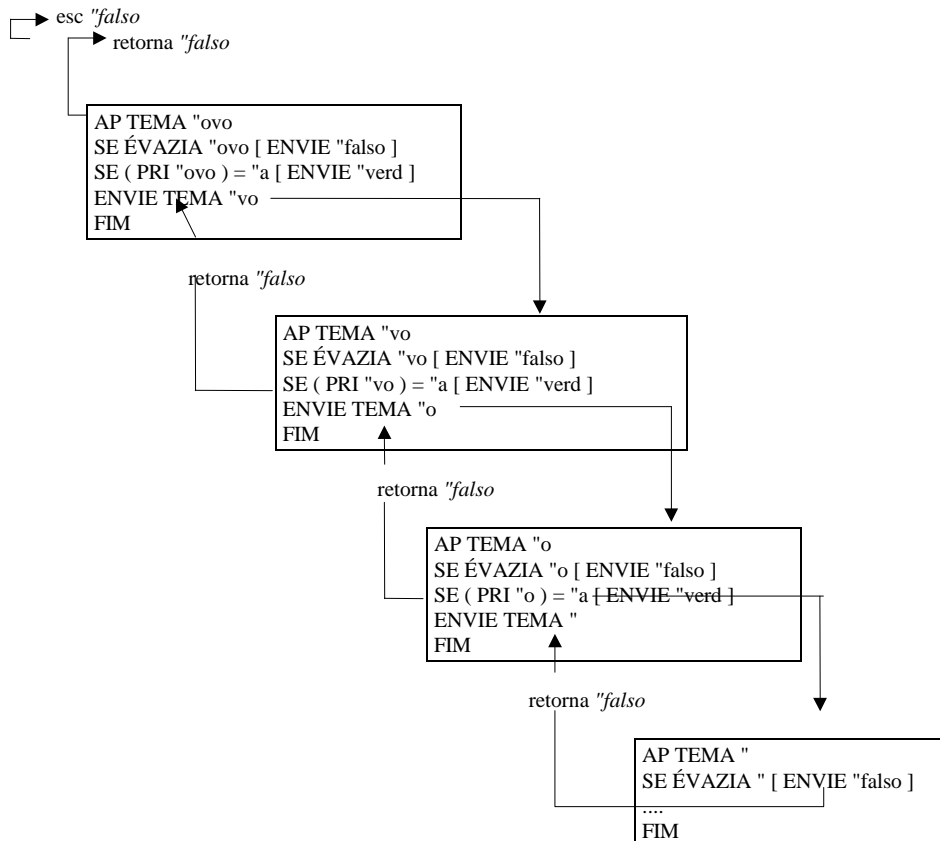 esc "falso
retorna "falso
AP TEMA "ovo
SE ÉVAZIA "ovo [ ENVIE "falso ]
SE ( PRI "ovo ) = "a [ ENVIE "verd ]
ENVIE TEMA "vo
FIM
retorna "falso
AP TEMA "vo
SE ÉVAZIA "vo [ ENVIE "falso ]
SE ( PRI "vo ) = "a [ ENVIE "verd ]
ENVIE TEMA "o
FIM
retorna "falso
AP TEMA "o
SE ÉVAZIA "o [ ENVIE "falso ]
SE ( PRI "o ) = "a [ ENVIE "verd ]
ENVIE TEMA "
FIM
retorna "falso
AP TEMA "
SE ÉVAZIA " [ ENVIE "falso ]
....
FIM